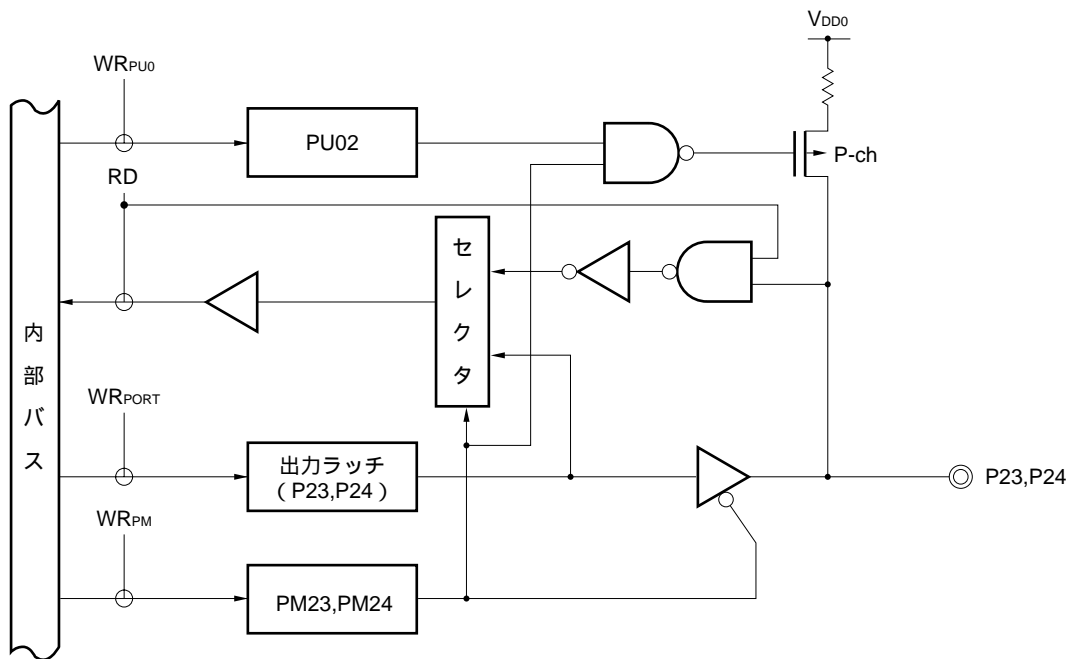 VDD0
WRPU0
PU02
P-ch
RD
セレクタ
内部バス
WRPORT
出力ラッチ
(P23,P24)
P23,P24
WRPM
PM23,PM24